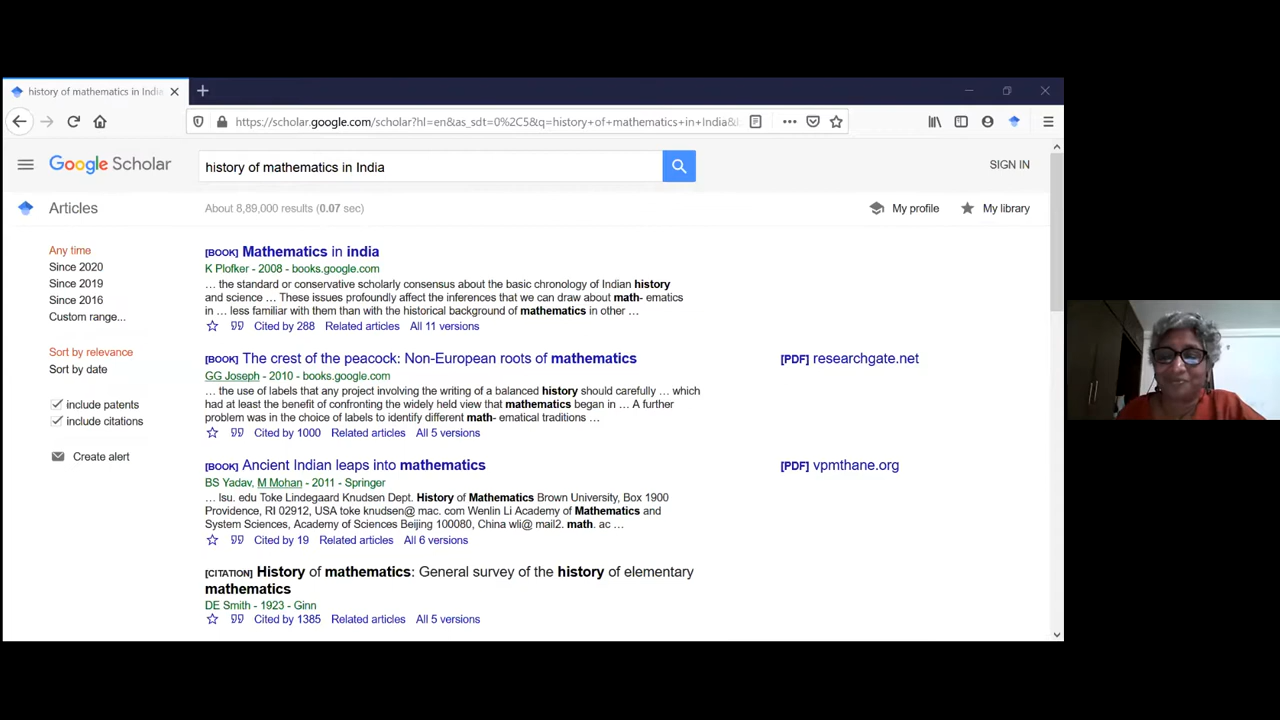 history of mathematics in India
https://scholar.google.com/scholar?hl=en&as_sdt=0%2C5&q=history+of+mathematics+in+India&
Google Scholar
history of mathematics in India
SIGN IN
Articles
About 8,89,000 results (0.07 sec)
My profile
My library
Any time
Since 2020
Since 2019
Since 2016
Custom range...
Sort by relevance
Sort by date
include patents
include citations
Create alert
[BOOK] Mathematics in india
K Plofker - 2008 - books.google.com
... the standard or conservative scholarly consensus about the basic chronology of Indian history
and science ... These issues profoundly affect the inferences that we can draw about math- ematics
in ... less familiar with them than with the historical background of mathematics in other ...
Cited by 288 Related articles All 11 versions
[BOOK] The crest of the peacock: Non-European roots of mathematics
[PDF] researchgate.net
GG Joseph - 2010 - books.google.com
... the use of labels that any project involving the writing of a balanced history should carefully ... which
had at least the benefit of confronting the widely held view that mathematics began in ... A further
problem was in the choice of labels to identify different math- ematical traditions ...
Cited by 1000 Related articles All 5 versions
[BOOK] Ancient Indian leaps into mathematics
[PDF] vpmthane.org
BS Yadav, M Mohan - 2011 - Springer
... lsu. edu Toke Lindegaard Knudsen Dept. History of Mathematics Brown University, Box 1900
Providence, RI 02912, USA toke knudsen@ mac. com Wenlin Li Academy of Mathematics and
System Sciences, Academy of Sciences Beijing 100080, China wli@ mail2. math. ac ...
Cited by 19 Related articles All 6 versions
[CITATION] History of mathematics: General survey of the history of elementary
mathematics
DE Smith - 1923 - Ginn
Cited by 1385 Related articles All 5 versions